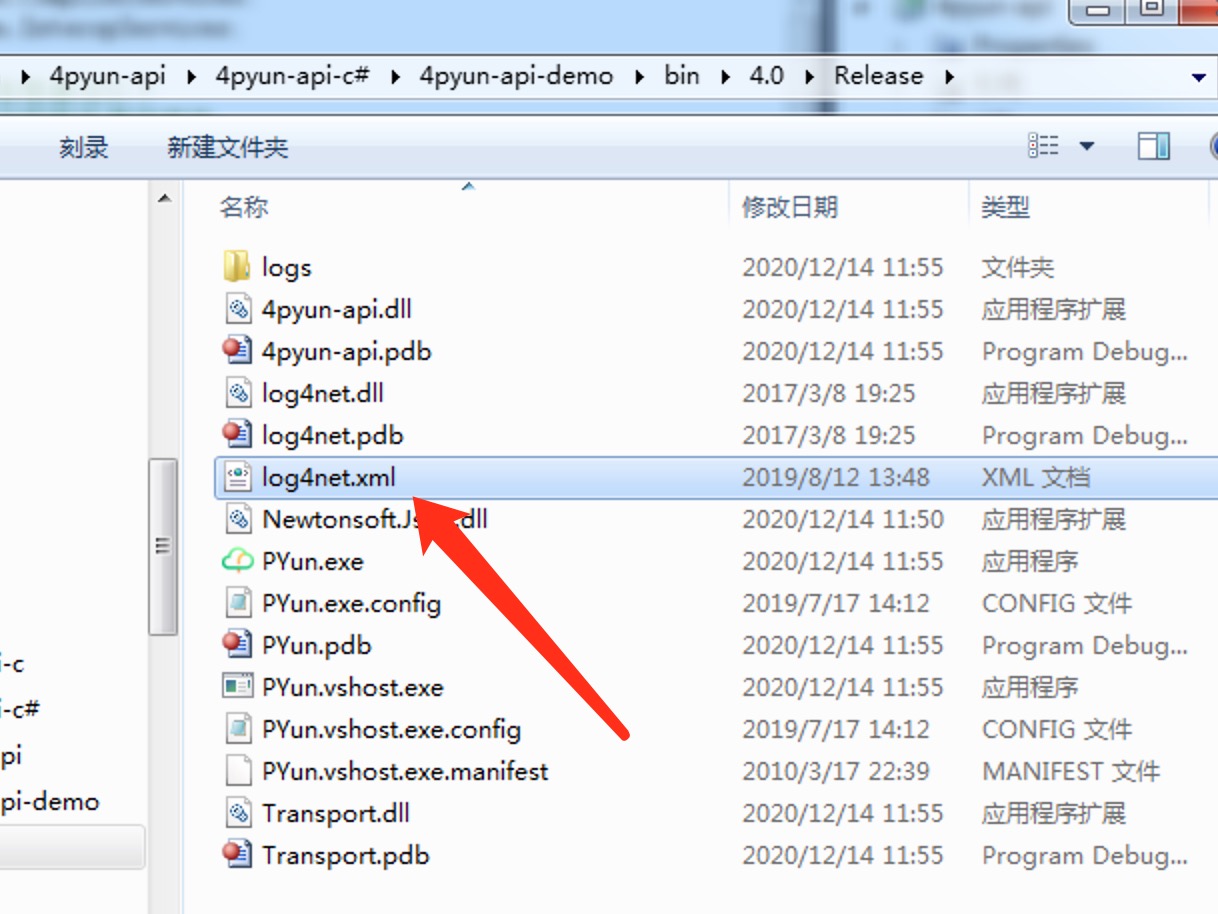 4pyun-api 4pyun-api-c# 4pyun-api-demo bin 4.0 Release
刻录 新建文件夹
名称 修改日期 类型
logs 2020/12/14 11:55 文件夹
4pyun-api.dll 2020/12/14 11:55 应用程序扩展
4pyun-api.pdb 2020/12/14 11:55 Program Debug...
log4net.dll 2017/3/8 19:25 应用程序扩展
log4net.pdb 2017/3/8 19:25 Program Debug...
log4net.xml 2019/8/12 13:48 XML 文档
Newtonsoft.Js dll 2020/12/14 11:50 应用程序扩展
PYun.exe 2020/12/14 11:55 应用程序
PYun.exe.config 2019/7/17 14:12 CONFIG 文件
PYun.pdb 2020/12/14 11:55 Program Debug...
-c
PYun.vshost.exe 2020/12/14 11:55 应用程序
-c#
PYun.vshost.exe.config 2019/7/17 14:12 CONFIG 文件
pi
PYun.vshost.exe.manifest 2010/3/17 22:39 MANIFEST 文件
pi-demo
Transport.dll 2020/12/14 11:55 应用程序扩展
Transport.pdb 2020/12/14 11:55 Program Debug...